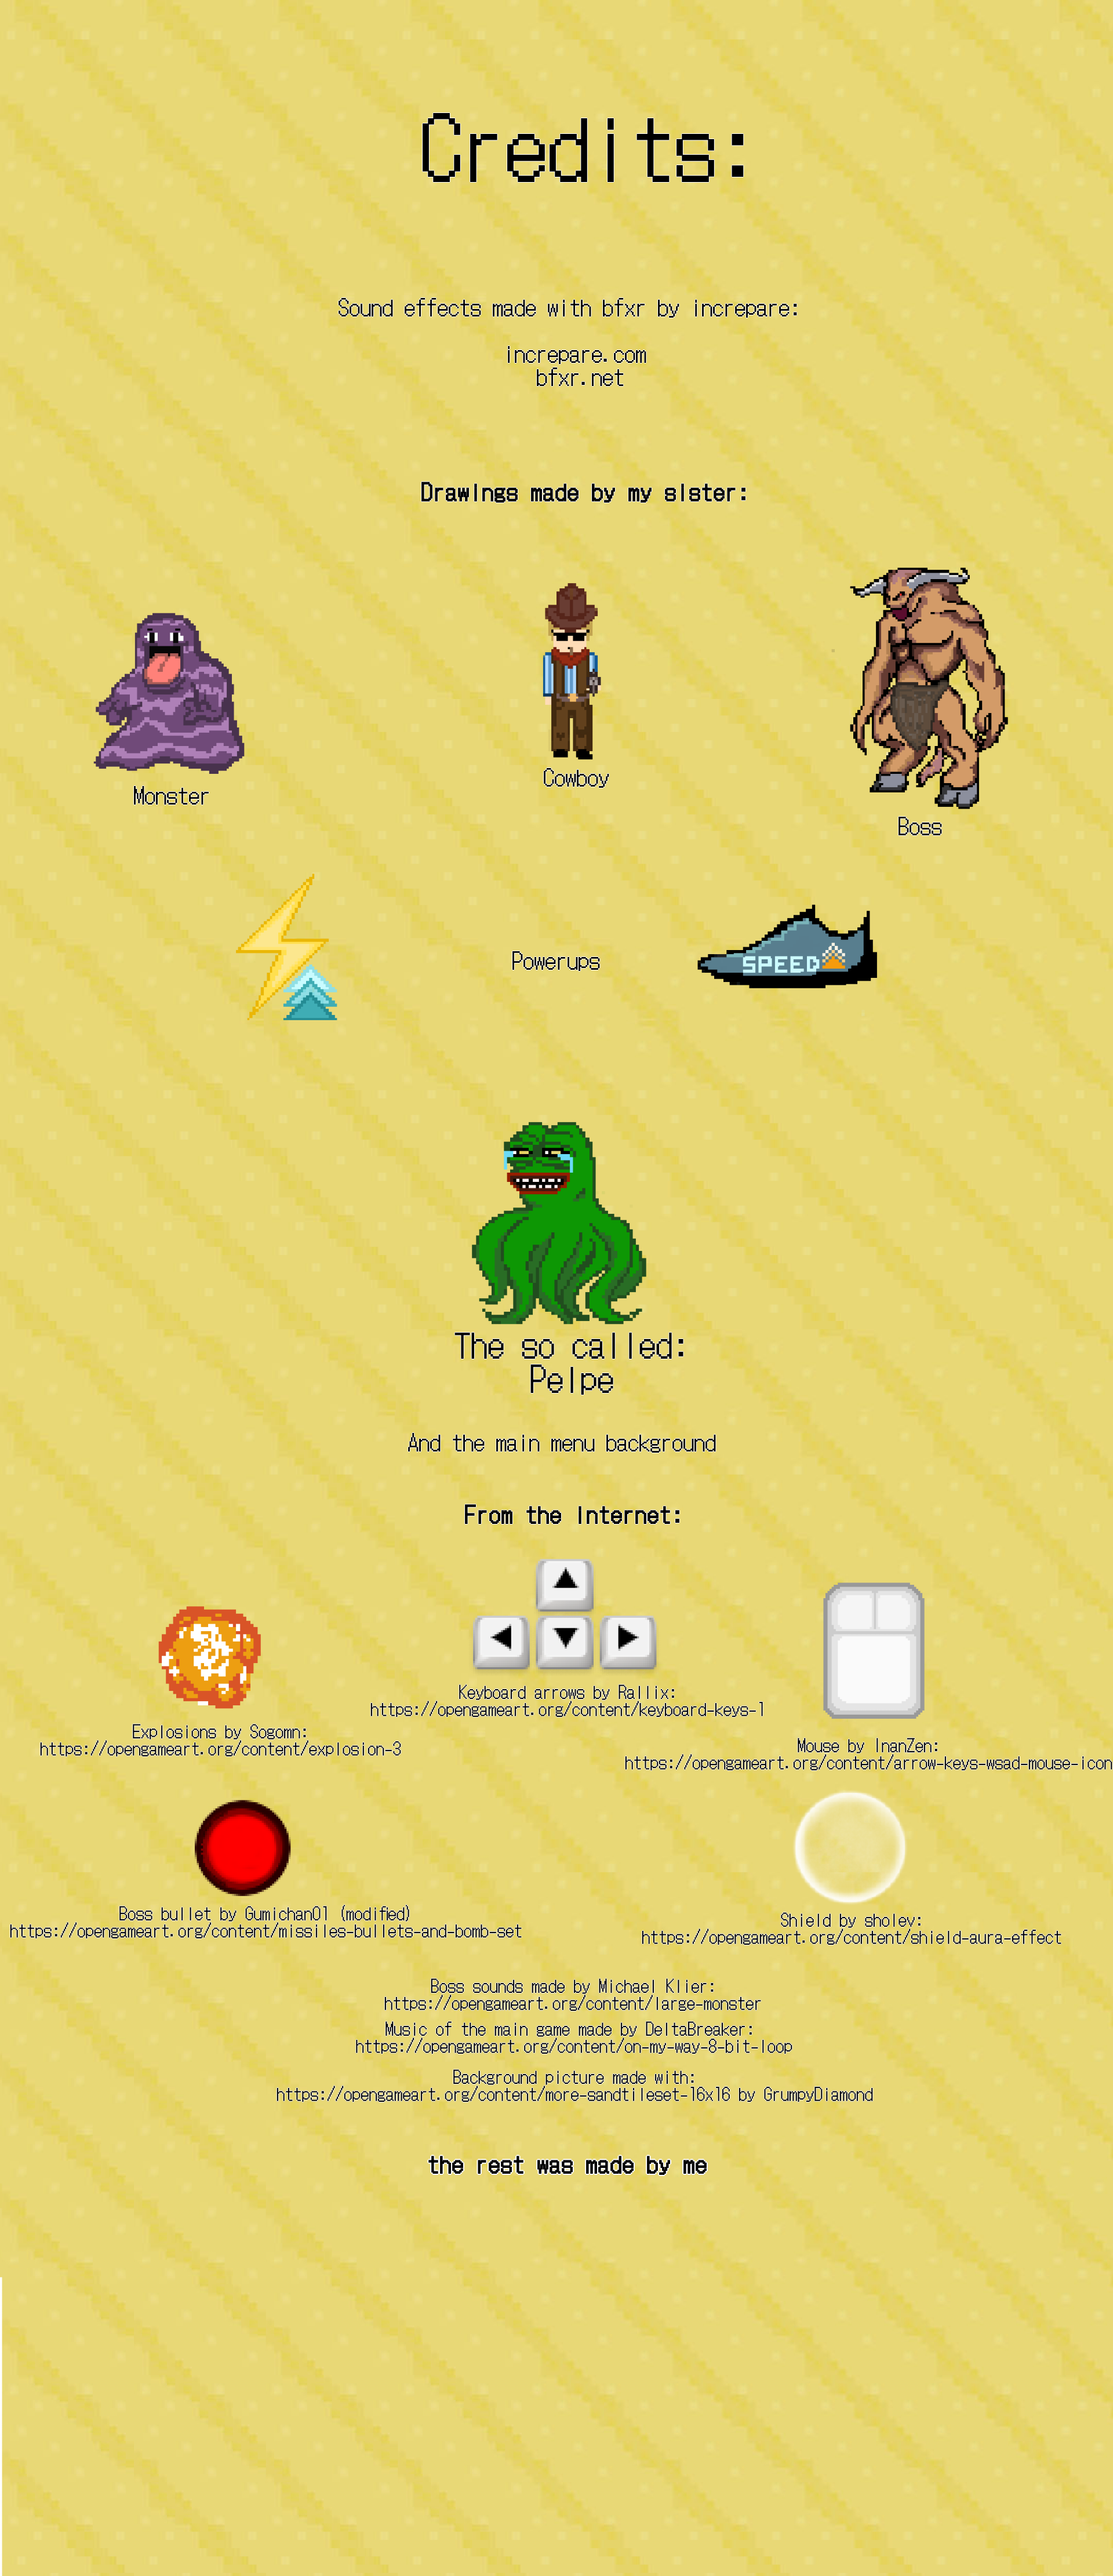 Credits:
Sound effects made with bfxr by increpare:
increpare.com
bfxr.net
Drawings made by my sister:
Monster
Cowboy
Boss
Powerups
SPEED
The so called:
Pelpe
And the main menu background
From the internet:
Keyboard arrows by Rallix:
https://opengameart.org/content/keyboard-keys-1
Explosions by Sogomn:
https://opengameart.org/content/explosion-3
Mouse by InanZen:
https://opengameart.org/content/arrow-keys-wsad-mouse-icon
Boss bullet by Gumichan01 (modified)
https://opengameart.org/content/missiles-bullets-and-bomb-set
Shield by sholev:
https://opengameart.org/content/shield-aura-effect
Boss sounds made by Michael Klier:
https://opengameart.org/content/large-monster
Music of the main game made by DeltaBreaker:
https://opengameart.org/content/on-my-way-8-bit-loop
Background picture made with:
https://opengameart.org/content/more-sandtileset-16x16 by GrumpyDiamond
the rest was made by me